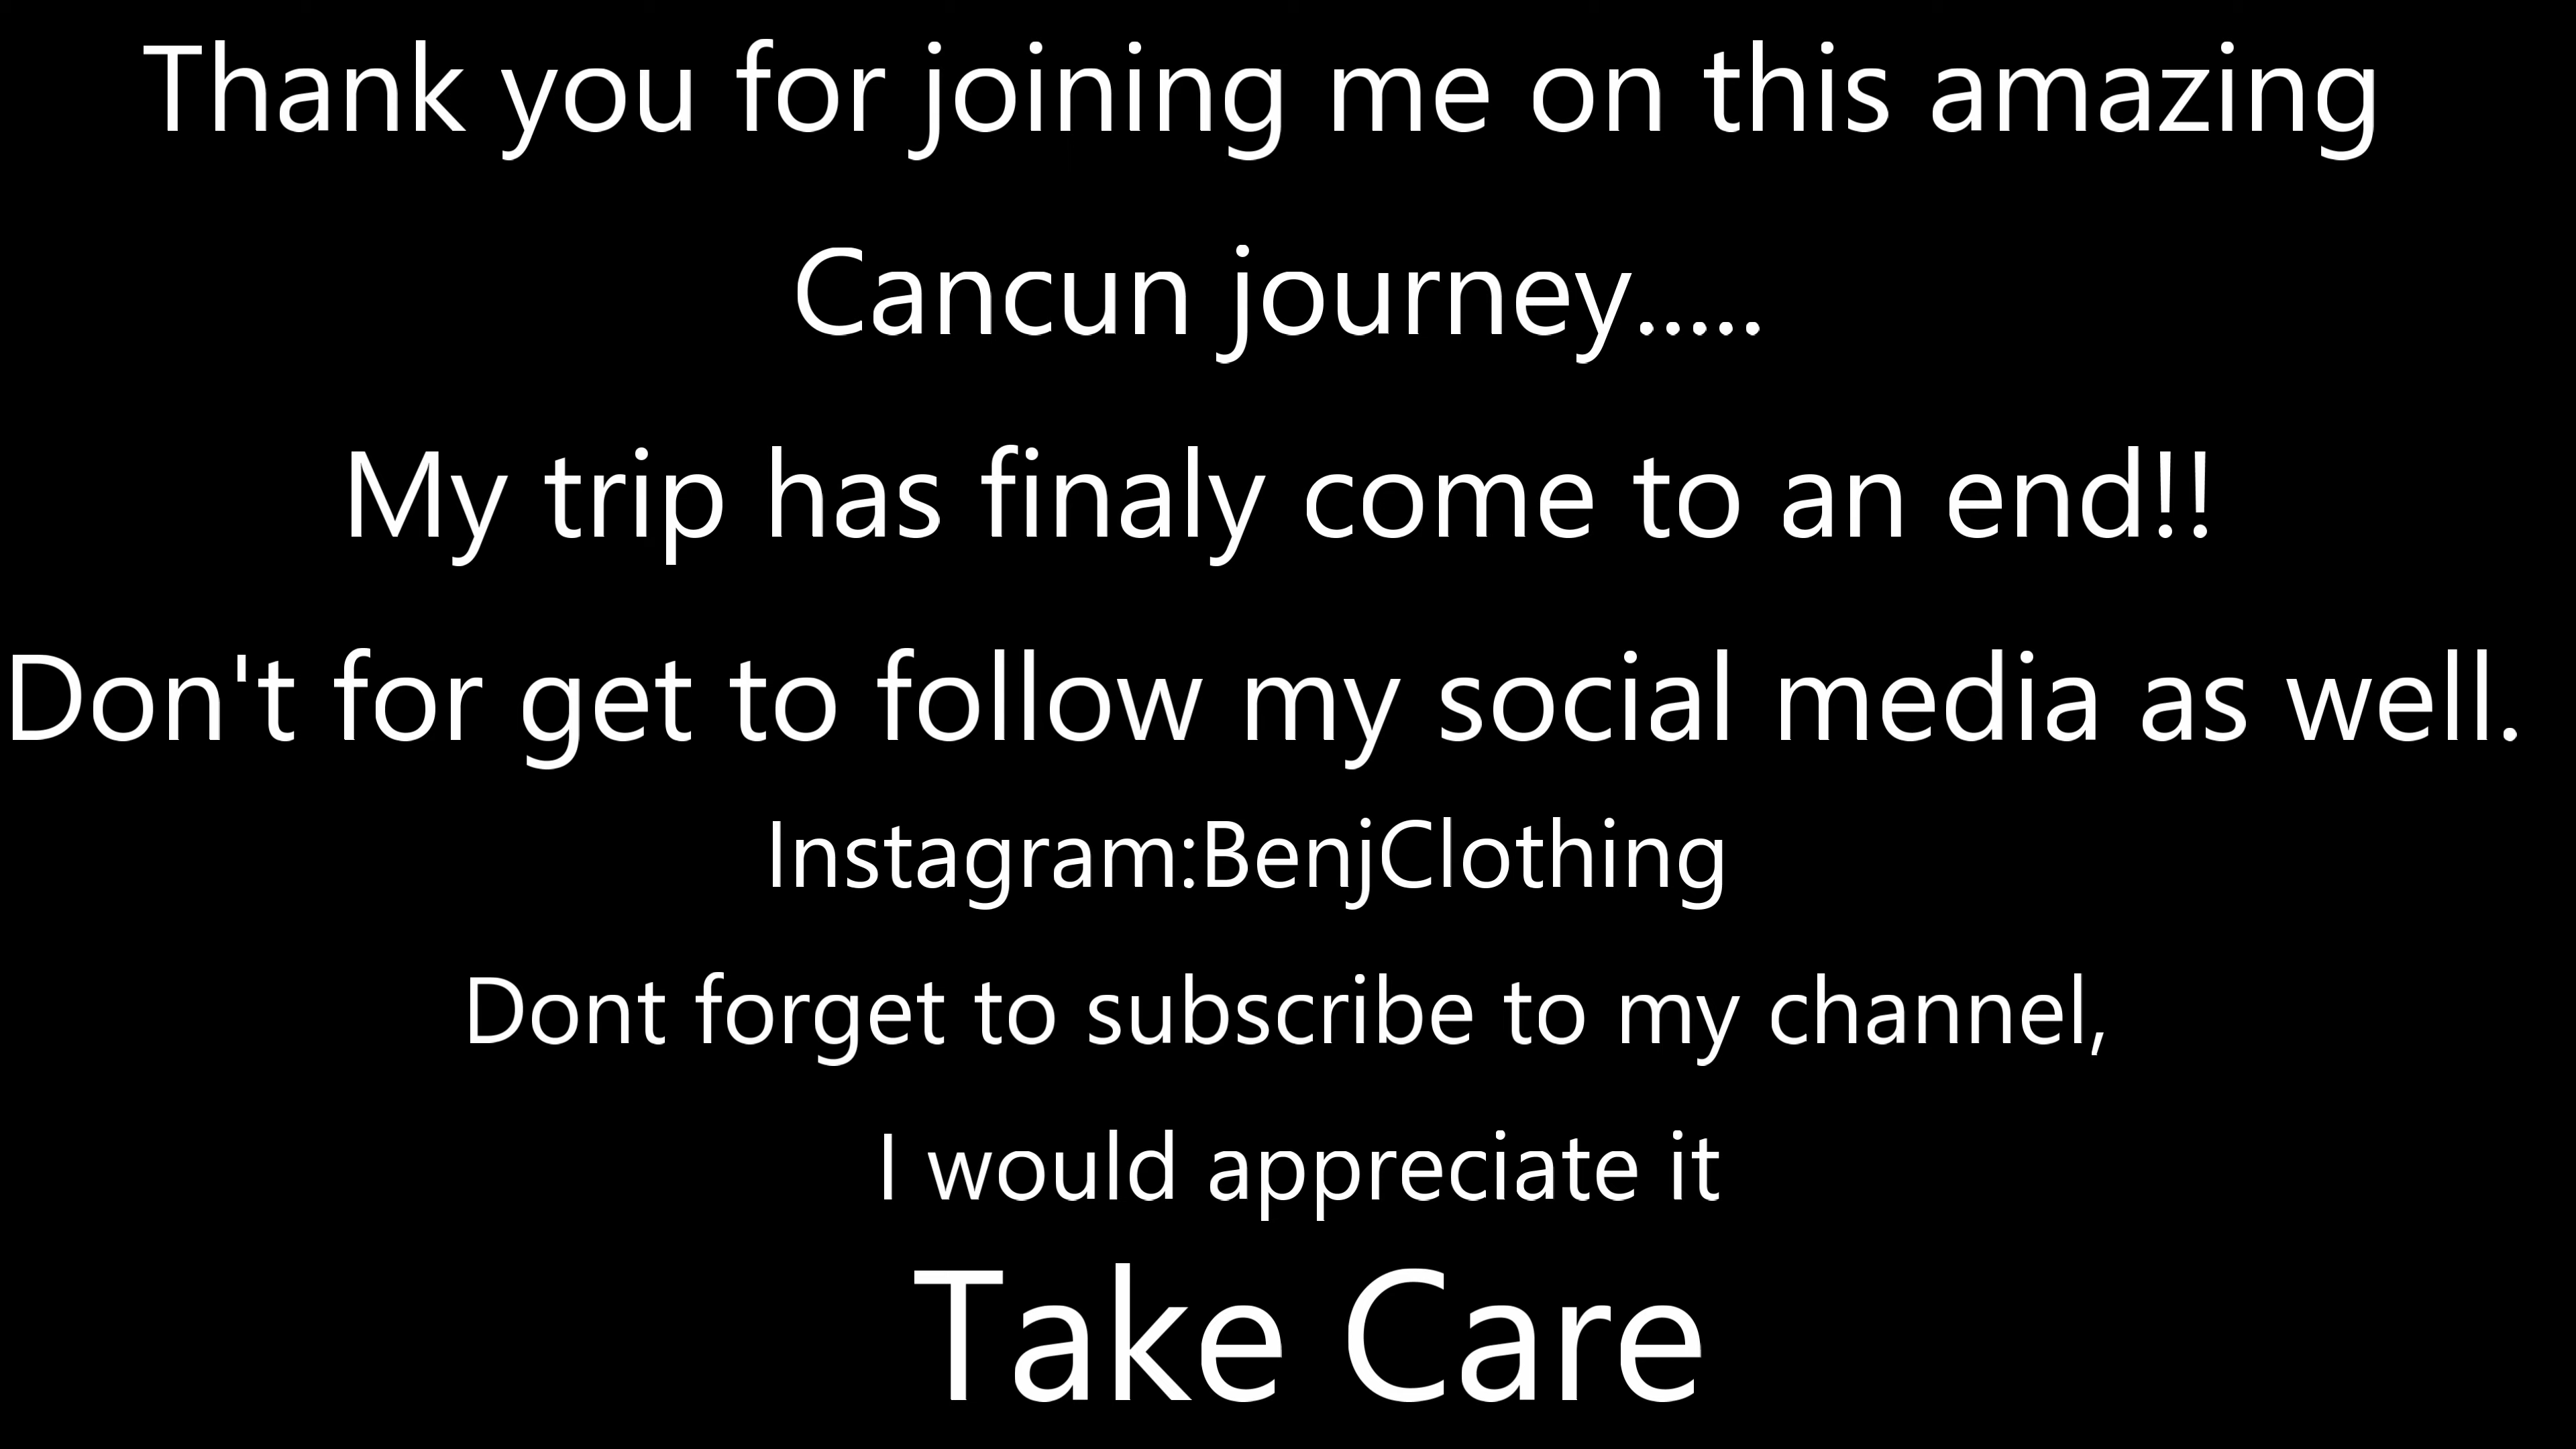 Thank you for joining me on this amazing
Cancun journey.....
My trip has finaly come to an end!!
Don't for get to follow my social media as well.
Instagram:BenjClothing
Dont forget to subscribe to my channel,
I would appreciate it
Take Care